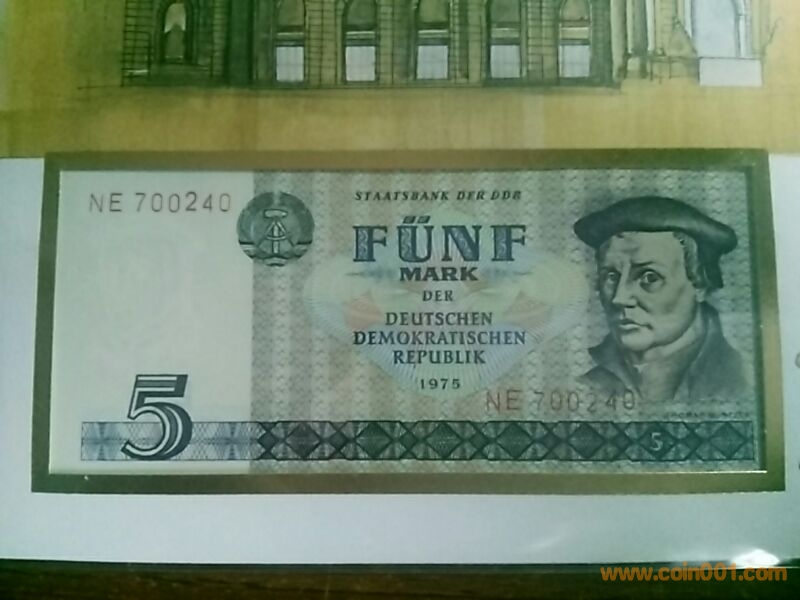 NE 700240
STAATSBANK DER DDR
FÜNF
MARK
DER
DEUTSCHEN
DEMOKRATISCHEN
REPUBLIK
1975
NE 700240
5
5
www.coin001.com